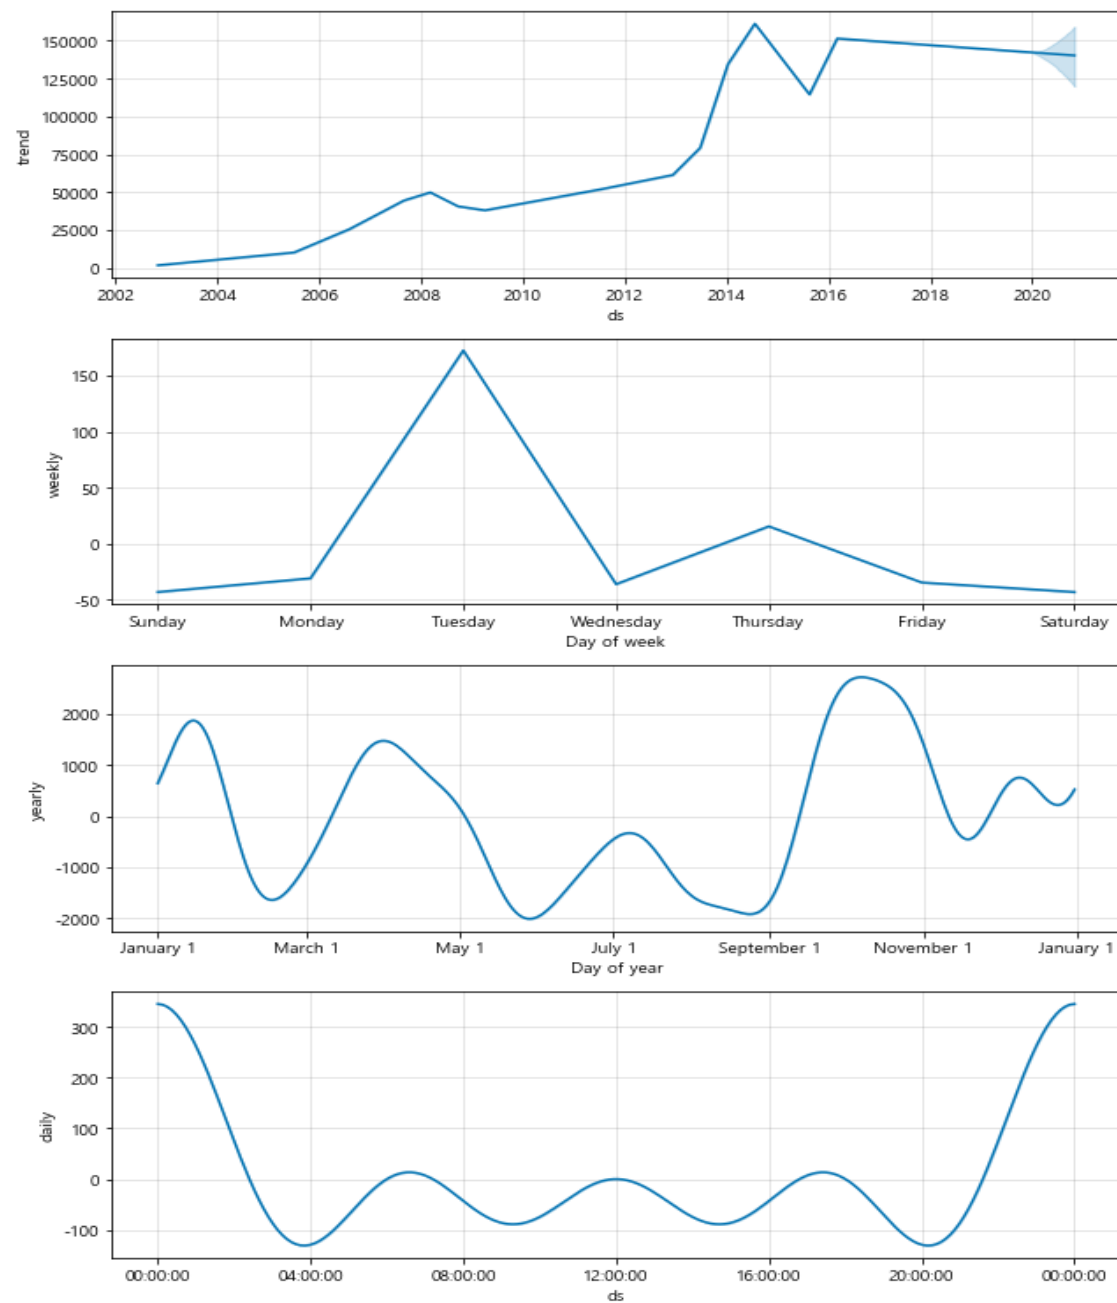 150000
125000
100000
75000
50000
25000
0
trend
2002 2004 2006 2008 2010 2012 2014 2016 2018 2020
ds
150
100
50
0
-50
weekly
Sunday Monday Tuesday Wednesday Thursday Friday Saturday
Day of week
2000
1000
0
-1000
-2000
yearly
January 1 March 1 May 1 July 1 September 1 November 1 January 1
Day of year
300
200
100
0
-100
daily
00:00:00 04:00:00 08:00:00 12:00:00 16:00:00 20:00:00 00:00:00
ds